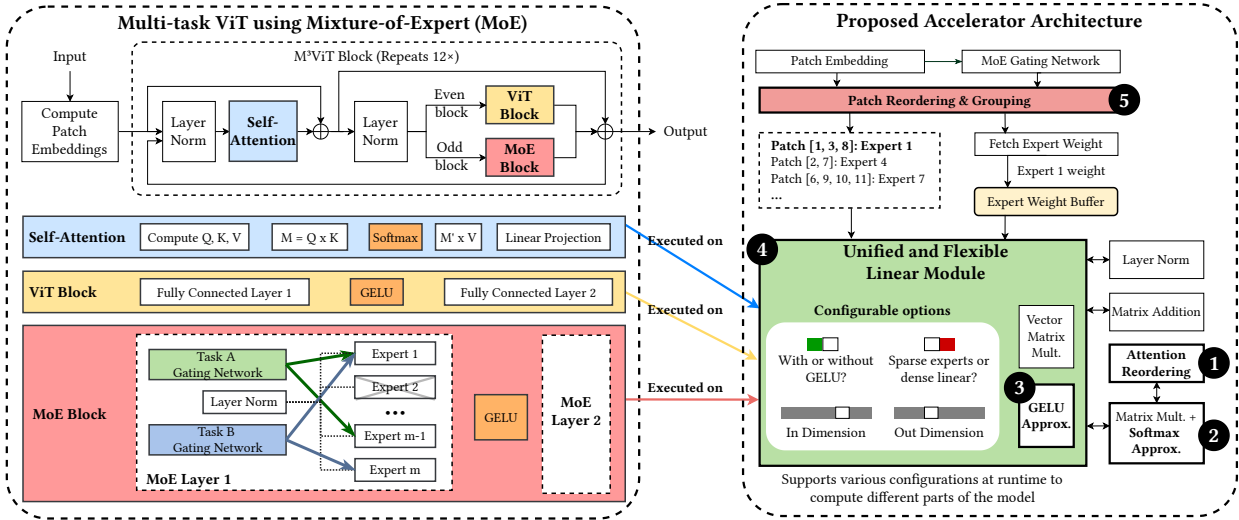 Multi-task ViT using Mixture-of-Expert (MoE)
Input
M³ViT Block (Repeats 12×)
Compute
Patch
Embeddings
Layer
Norm
Self-
Attention
Layer
Norm
Even
block
ViT
Block
Odd
block
MoE
Block
Output
Self-Attention
Compute Q, K, V
M = Q x K
Softmax
M' x V
Linear Projection
ViT Block
Fully Connected Layer 1
GELU
Fully Connected Layer 2
MoE Block
Task A
Gating Network
Layer Norm
Task B
Gating Network
MoE Layer 1
Expert 1
Expert 2
...
Expert m-1
Expert m
GELU
MoE
Layer 2
Executed on
Executed on
Executed on
Proposed Accelerator Architecture
Patch Embedding
MoE Gating Network
Patch Reordering & Grouping
5
Patch [1, 3, 8]: Expert 1
Patch [2, 7]: Expert 4
Patch [6, 9, 10, 11]: Expert 7
...
Fetch Expert Weight
Expert 1 weight
Expert Weight Buffer
4
Unified and Flexible
Linear Module
Configurable options
With or without
GELU?
Sparse experts or
dense linear?
In Dimension
Out Dimension
Vector
Matrix
Mult.
3
GELU
Approx.
Layer Norm
Matrix Addition
Attention
Reordering
1
Matrix Mult. +
Softmax
Approx.
2
Supports various configurations at runtime to
compute different parts of the model